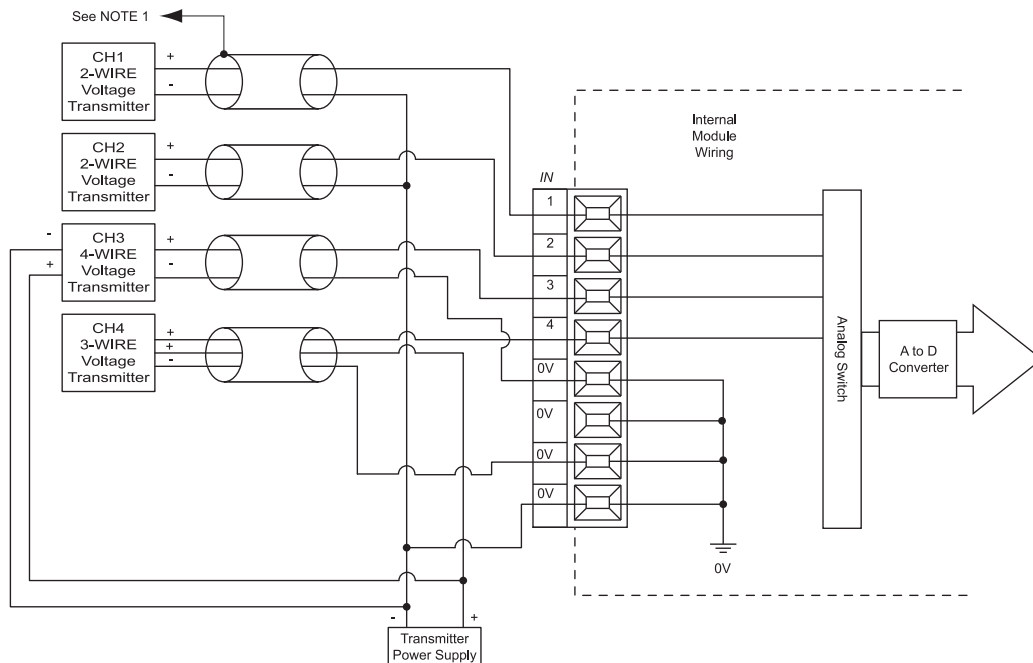 See NOTE 1
CH1
2-WIRE
Voltage
Transmitter
+
-
CH2
2-WIRE
Voltage
Transmitter
+
-
CH3
4-WIRE
Voltage
Transmitter
-
+
+
-
CH4
3-WIRE
Voltage
Transmitter
+
+
-
IN
1
2
3
4
0V
0V
0V
0V
Internal
Module
Wiring
Analog Switch
A to D
Converter
0V
-
+
Transmitter
Power Supply